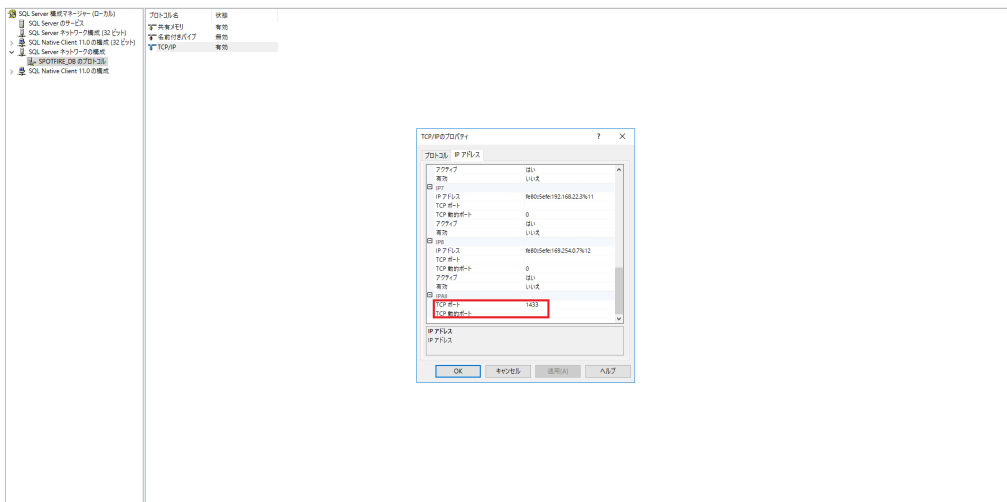 SQL Server 構成マネージャー (ローカル)
SQL Server のサービス
SQL Server ネットワーク構成 (32 ビット)
SQL Native Client 11.0 の構成 (32 ビット)
SQL Server ネットワークの構成
SPOTFIRE_DB のプロトコル
SQL Native Client 11.0 の構成
プロトコル名 状態
共有メモリ 有効
名前付きパイプ 無効
TCP/IP 有効
TCP/IPのプロパティ ? ×
プロトコル IP アドレス
アクティブ はい
有効 いいえ
IP7
IP アドレス fe80::5efe:192.168.22.3%11
TCP ポート
TCP 動的ポート 0
アクティブ はい
有効 いいえ
IP8
IP アドレス fe80::5efe:169.254.0.7%12
TCP ポート
TCP 動的ポート 0
アクティブ はい
有効 いいえ
IPAll
TCP ポート 1433
TCP 動的ポート
IP アドレス
IP アドレス
OK キャンセル 適用(A) ヘルプ